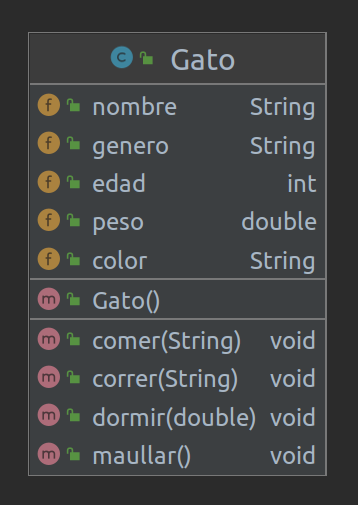 Gato
nombre String
genero String
edad int
peso double
color String
Gato()
comer(String) void
correr(String) void
dormir(double) void
maullar() void